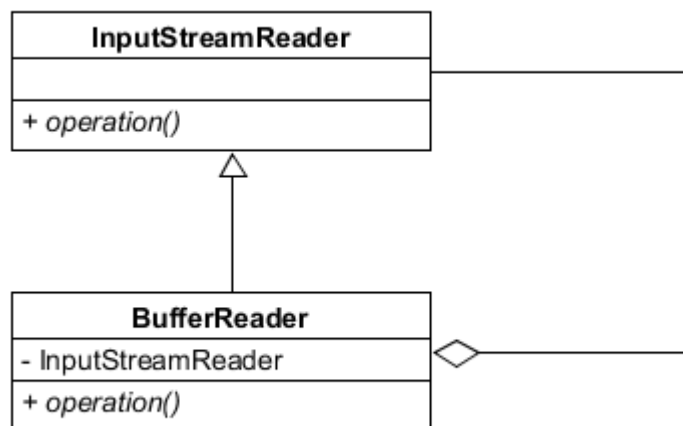 InputStreamReader
+ operation()
BufferReader
- InputStreamReader
+ operation()